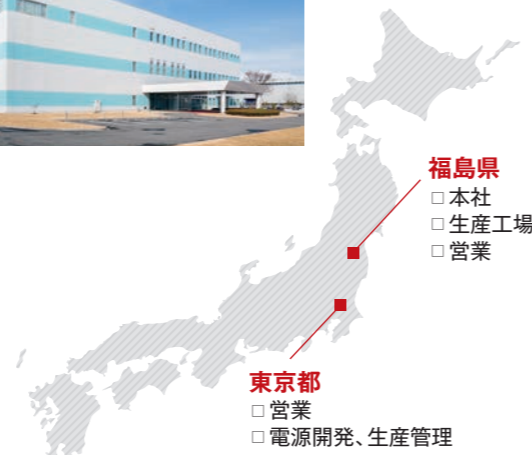 福島県
□ 本社
□ 生産工場
□ 営業
東京都
□ 営業
□ 電源開発、生産管理